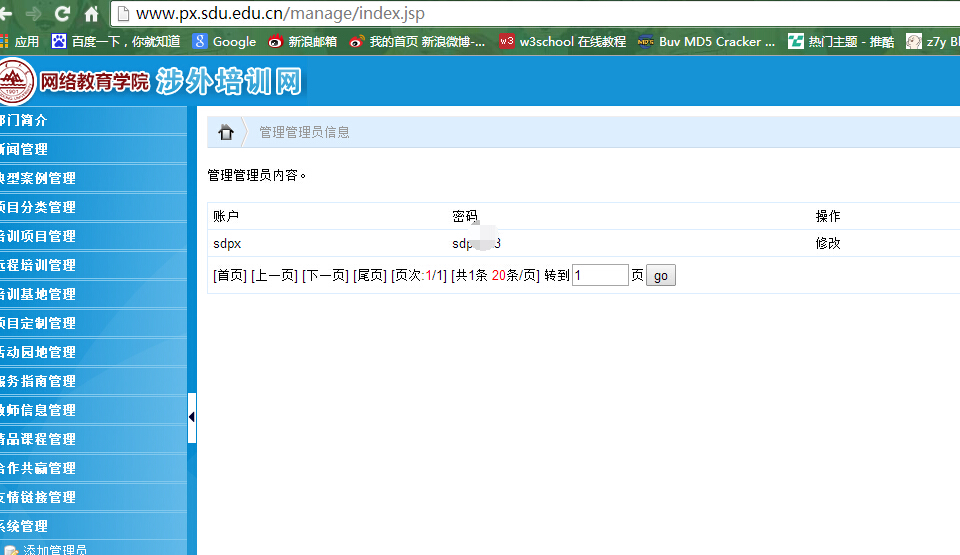 www.px.sdu.edu.cn/manage/index.jsp
应用 百度一下，你就知道 Google 新浪邮箱 我的首页 新浪微博-... w3school 在线教程 Buv MD5 Cracker ... 热门主题 - 推酷 z7y Bl
网络教育学院 涉外培训网
部门简介
新闻管理
典型案例管理
项目分类管理
培训项目管理
远程培训管理
培训基地管理
项目定制管理
活动园地管理
服务指南管理
教师信息管理
精品课程管理
合作共赢管理
友情链接管理
系统管理
添加管理员
管理管理员信息
管理管理员内容。
账户 密码 操作
sdpx sdp 3 修改
[首页] [上一页] [下一页] [尾页] [页次:1/1] [共1条 20条/页] 转到 1 页 go